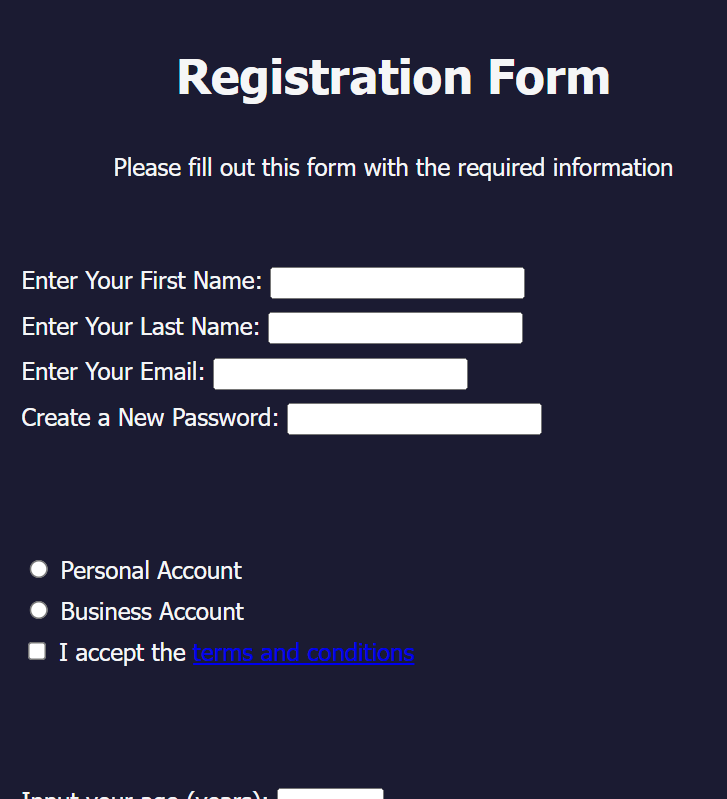 Registration Form
Please fill out this form with the required information
Enter Your First Name:
Enter Your Last Name:
Enter Your Email:
Create a New Password:
Personal Account
Business Account
I accept the terms and conditions
Input your age (years):